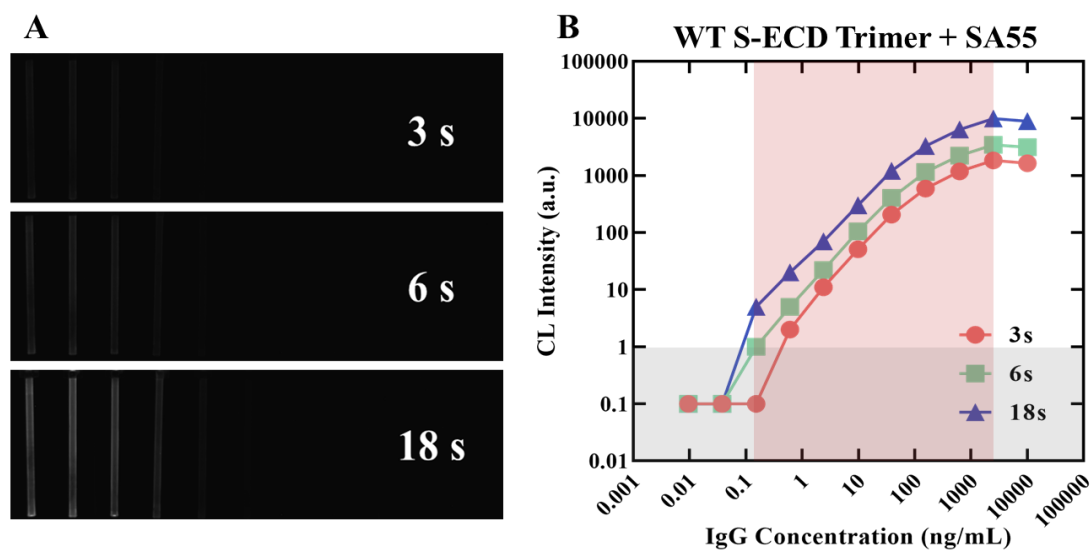 A
3 s
6 s
18 s
B
WT S-ECD Trimer + SA55
CL Intensity (a.u.)
100000
10000
1000
100
10
1
0.1
0.01
3s
6s
18s
0.001
0.01
0.1
1
10
100
1000
10000
100000
IgG Concentration (ng/mL)